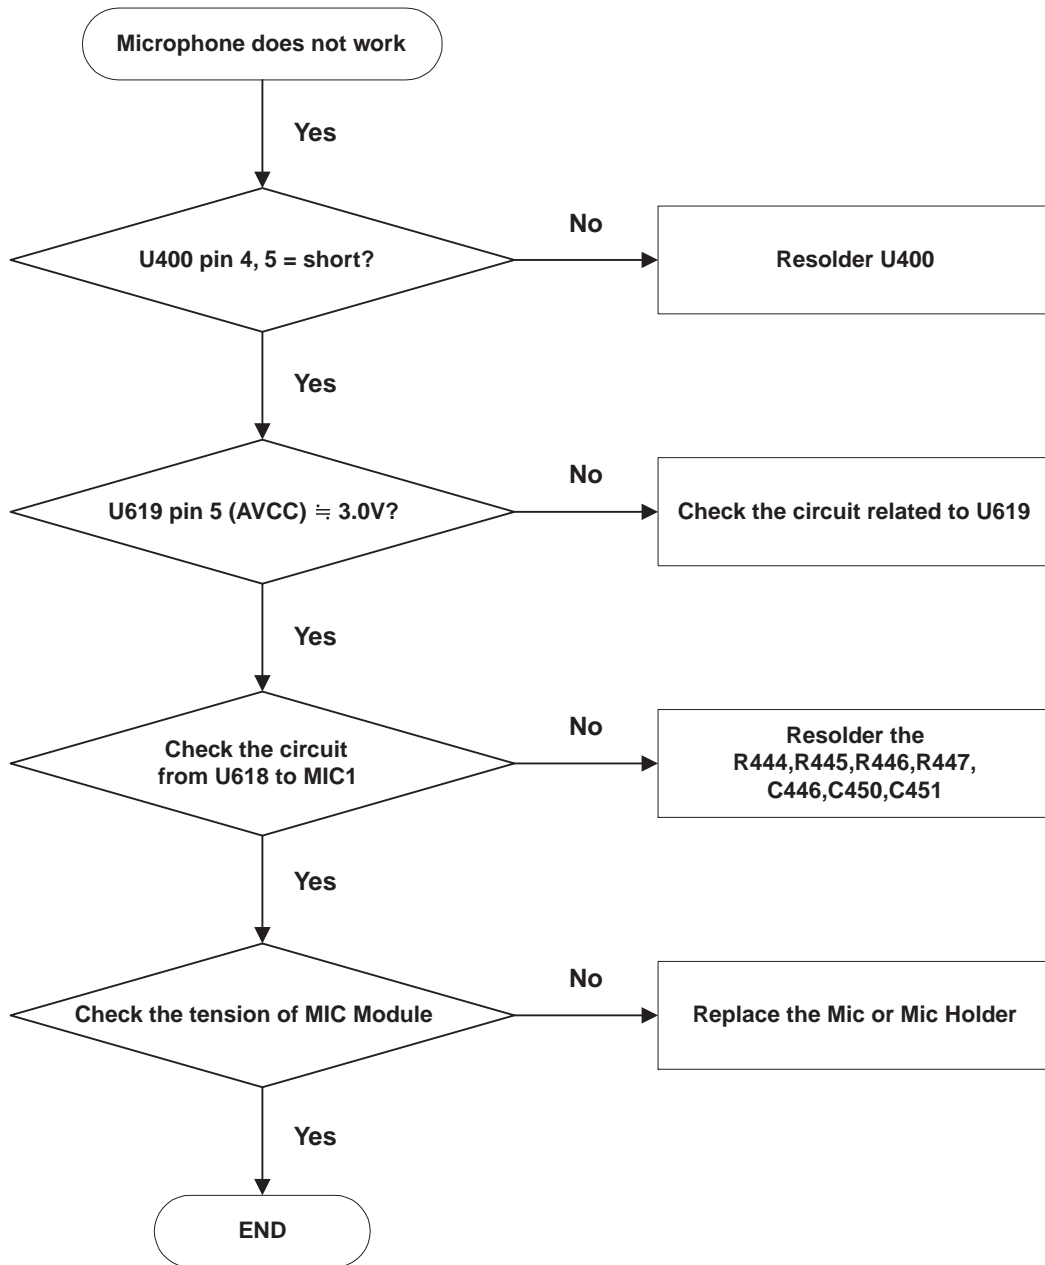 Microphone does not work
Yes
U400 pin 4, 5 = short?
No
Resolder U400
Yes
U619 pin 5 (AVCC) ≒ 3.0V?
No
Check the circuit related to U619
Yes
Check the circuit
from U618 to MIC1
No
Resolder the
R444,R445,R446,R447,
C446,C450,C451
Yes
Check the tension of MIC Module
No
Replace the Mic or Mic Holder
Yes
END